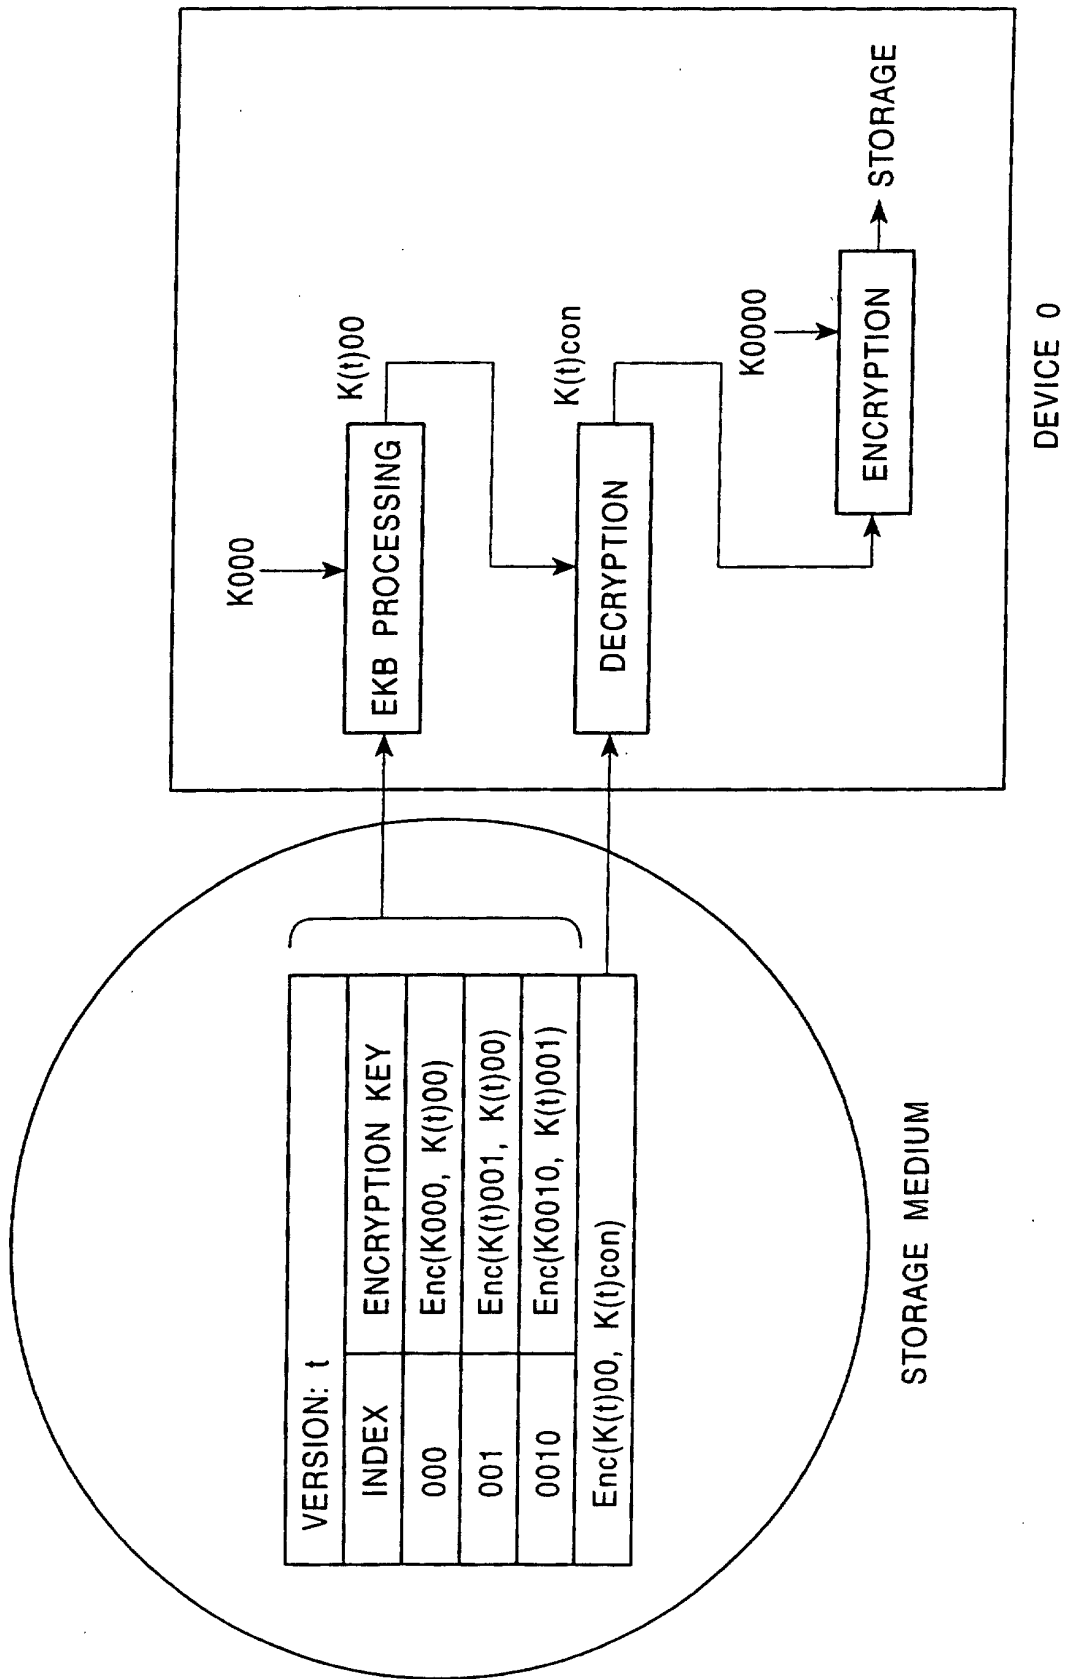 VERSION: t
INDEX ENCRYPTION KEY
000 Enc(K000, K(t)00)
001 Enc(K(t)001, K(t)00)
0010 Enc(K0010, K(t)001)
Enc(K(t)00, K(t)con)
STORAGE MEDIUM
K000
EKB PROCESSING
K(t)00
DECRYPTION
K(t)con
K0000
ENCRYPTION
STORAGE
DEVICE 0